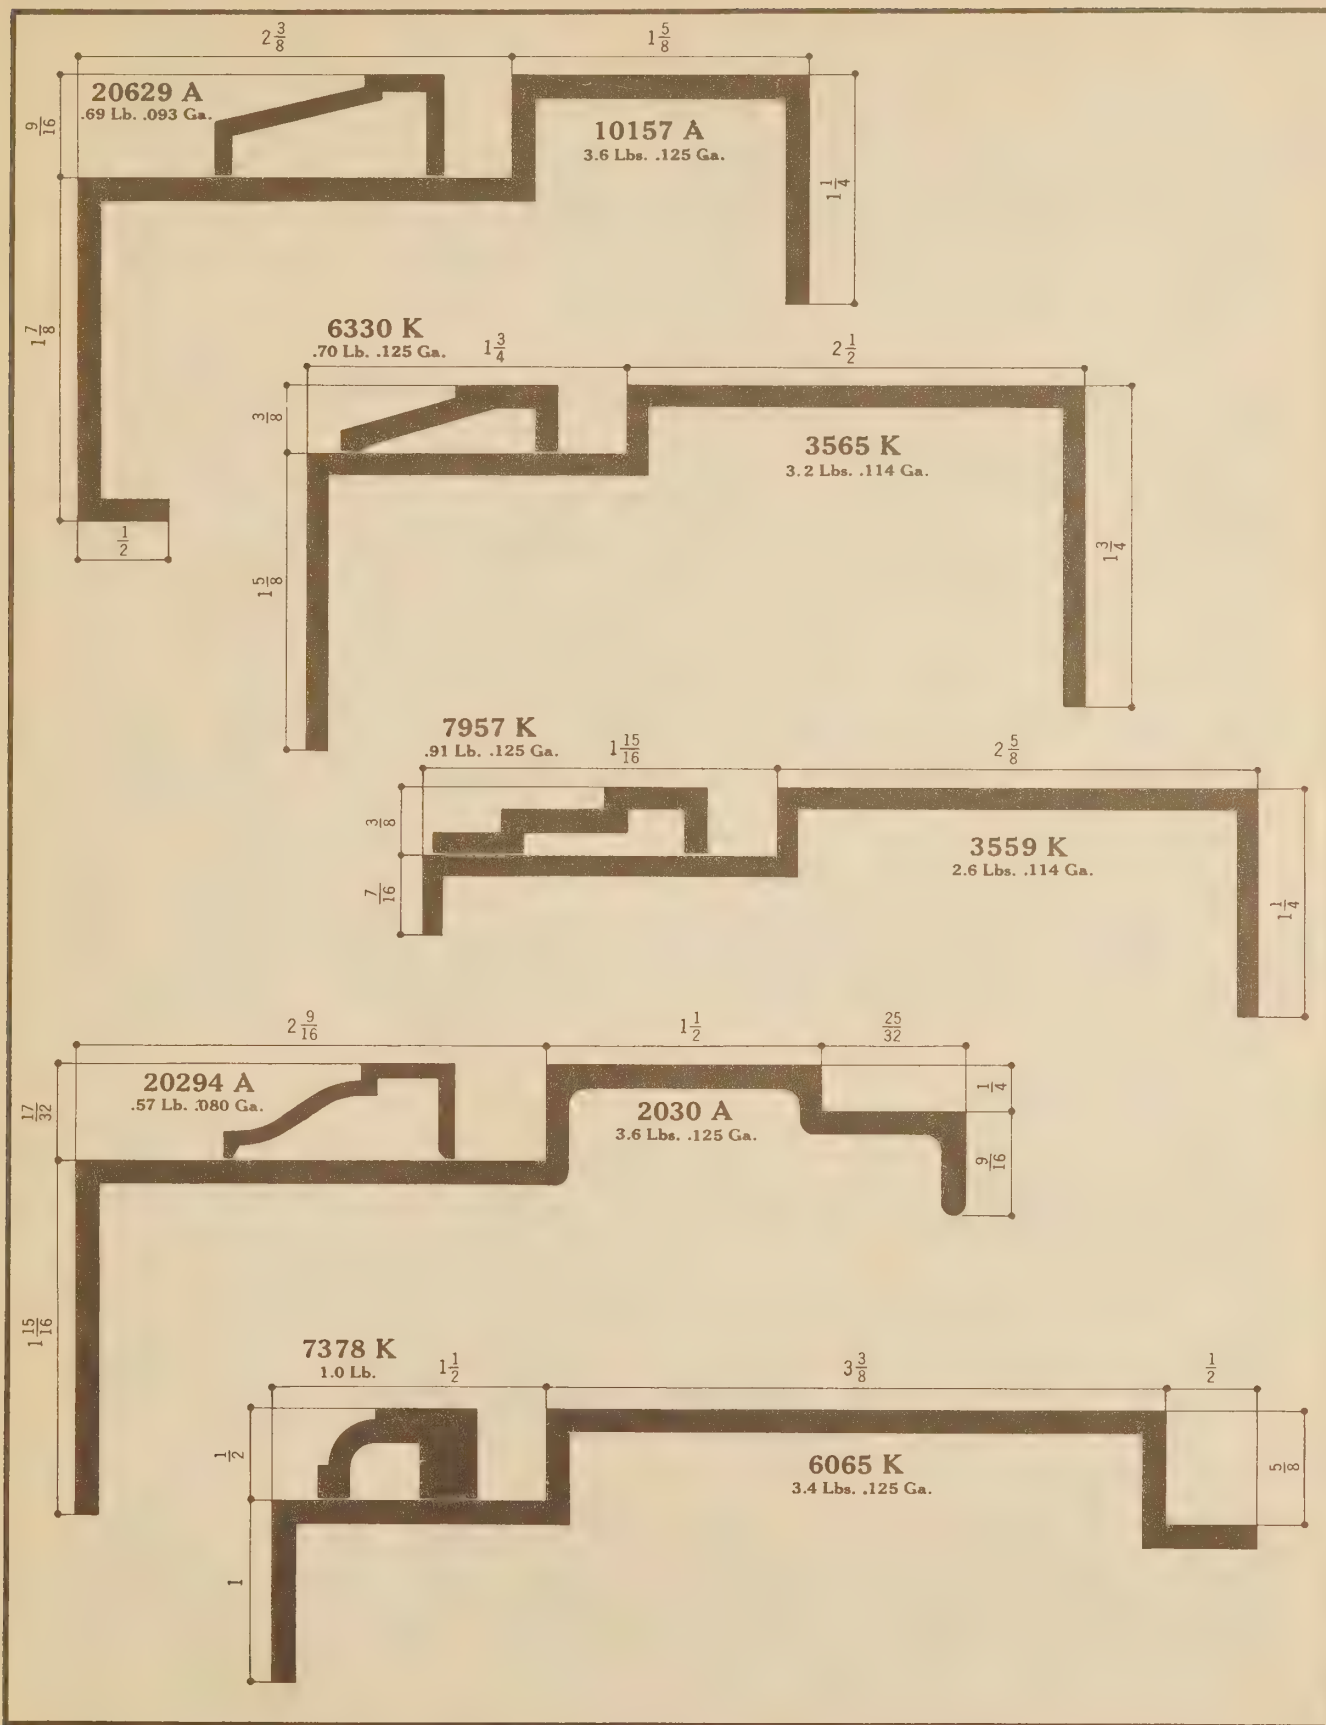 2 3/8
1 5/8
20629 A
.69 Lb. .093 Ga.
9/16
10157 A
3.6 Lbs. .125 Ga.
1 1/4
1 7/8
1/2
6330 K
.70 Lb. .125 Ga.
1 3/4
2 1/2
3/8
3565 K
3.2 Lbs. .114 Ga.
1 3/4
1 5/8
7957 K
.91 Lb. .125 Ga.
1 15/16
2 5/8
3/8
7/16
3559 K
2.6 Lbs. .114 Ga.
1 1/4
2 9/16
1 1/2
25/32
20294 A
.57 Lb. .080 Ga.
17/32
2030 A
3.6 Lbs. .125 Ga.
1/4
9/16
1 15/16
7378 K
1.0 Lb.
1 1/2
3 3/8
1/2
1/2
6065 K
3.4 Lbs. .125 Ga.
5/8
1